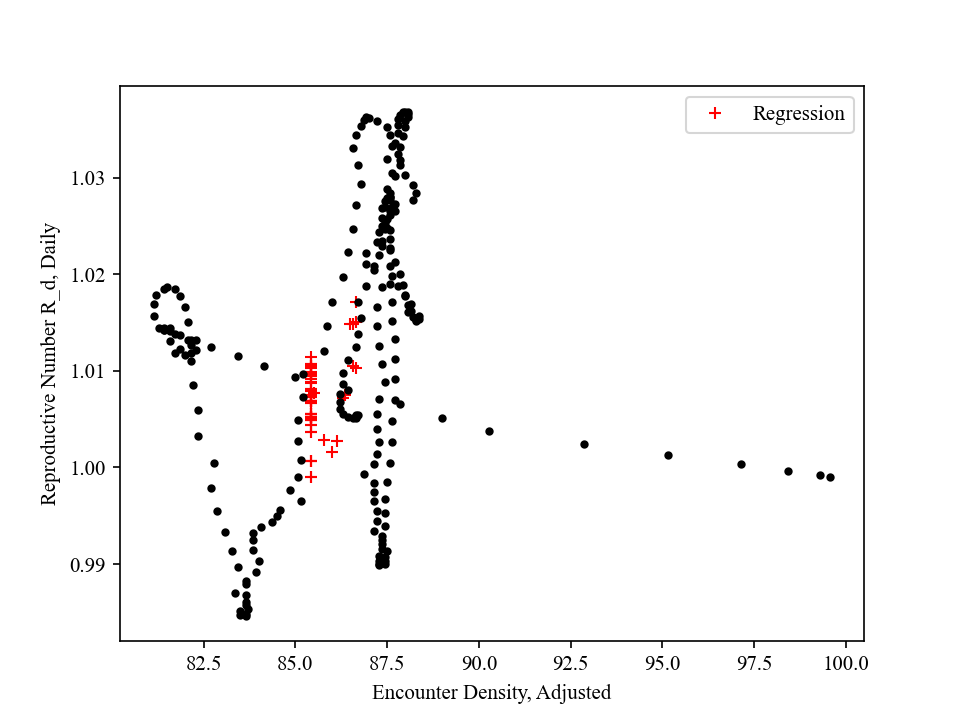 Regression
1.03
1.02
1.01
1.00
0.99
Reproductive Number R_d, Daily
82.5 85.0 87.5 90.0 92.5 95.0 97.5 100.0
Encounter Density, Adjusted